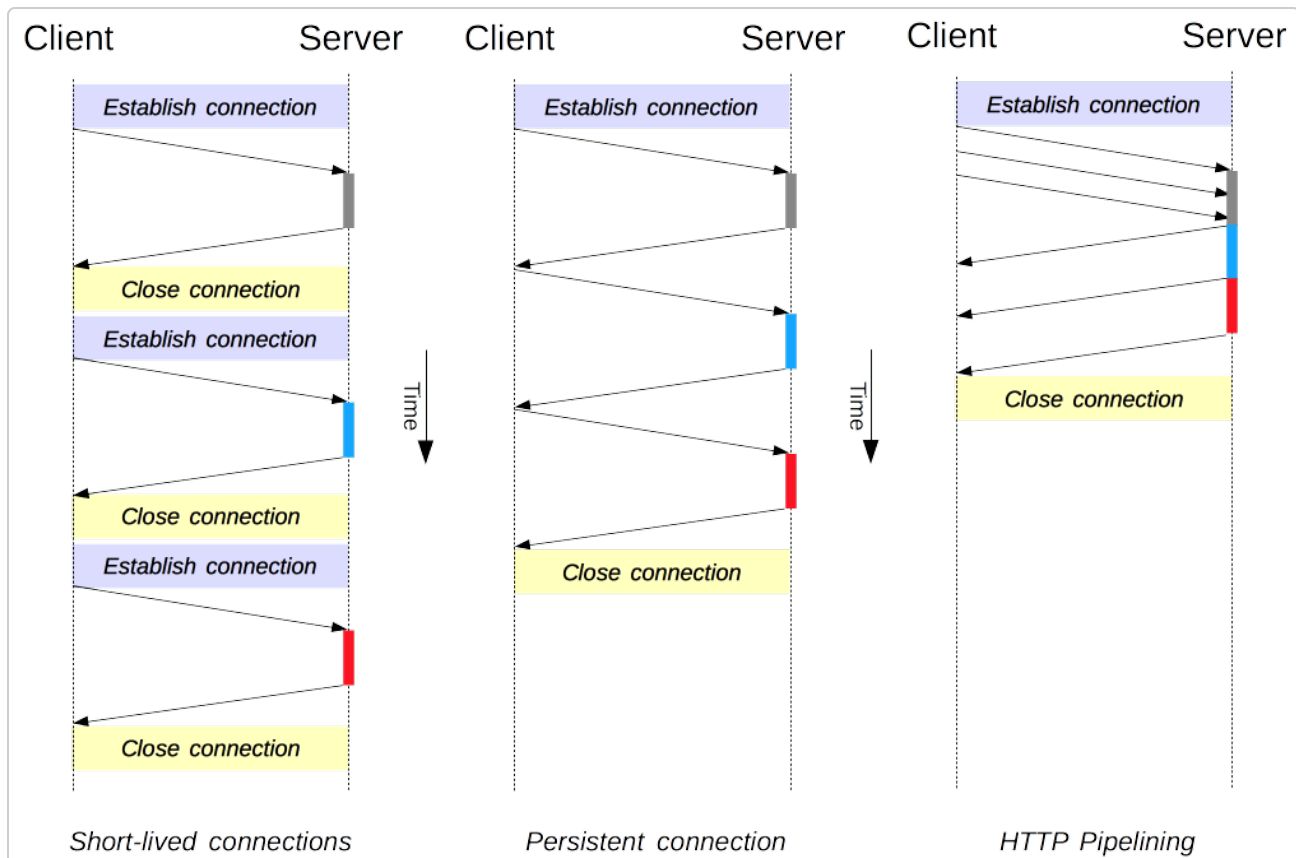 Client Server Client Server Client Server
Establish connection
Close connection
Establish connection
Close connection
Establish connection
Close connection
Short-lived connections
Time
Establish connection
Close connection
Persistent connection
Time
Establish connection
Close connection
HTTP Pipelining